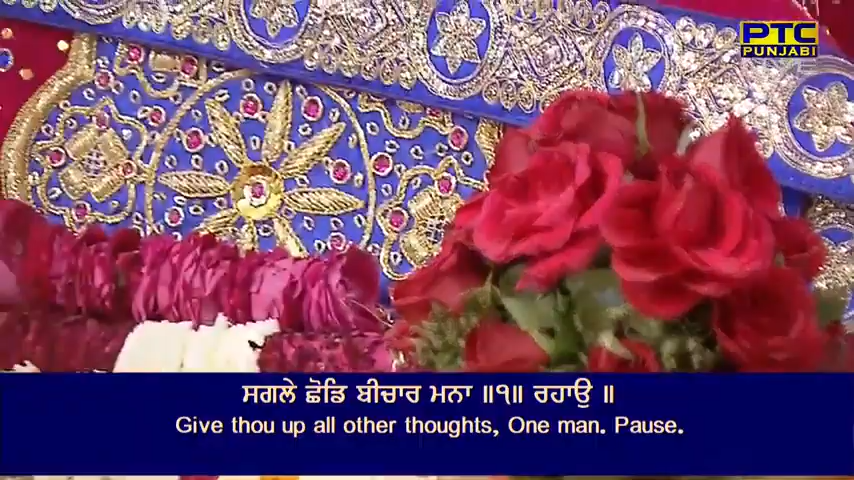 PTC
PUNJABI
ਸਗਲੇ ਛੋਡਿ ਬੀਚਾਰ ਮਨਾ ॥੧॥ ਰਹਾਉ ॥
Give thou up all other thoughts, One man. Pause.